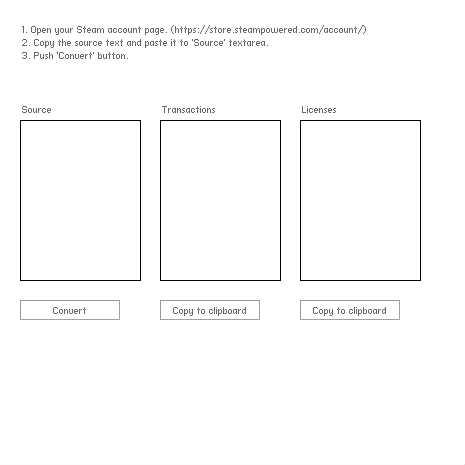 1. Open your Steam account page. (https://store.steampowered.com/account/)
2. Copy the source text and paste it to 'Source' textarea.
3. Push 'Convert' button.
Source Transactions Licenses
Convert Copy to clipboard Copy to clipboard